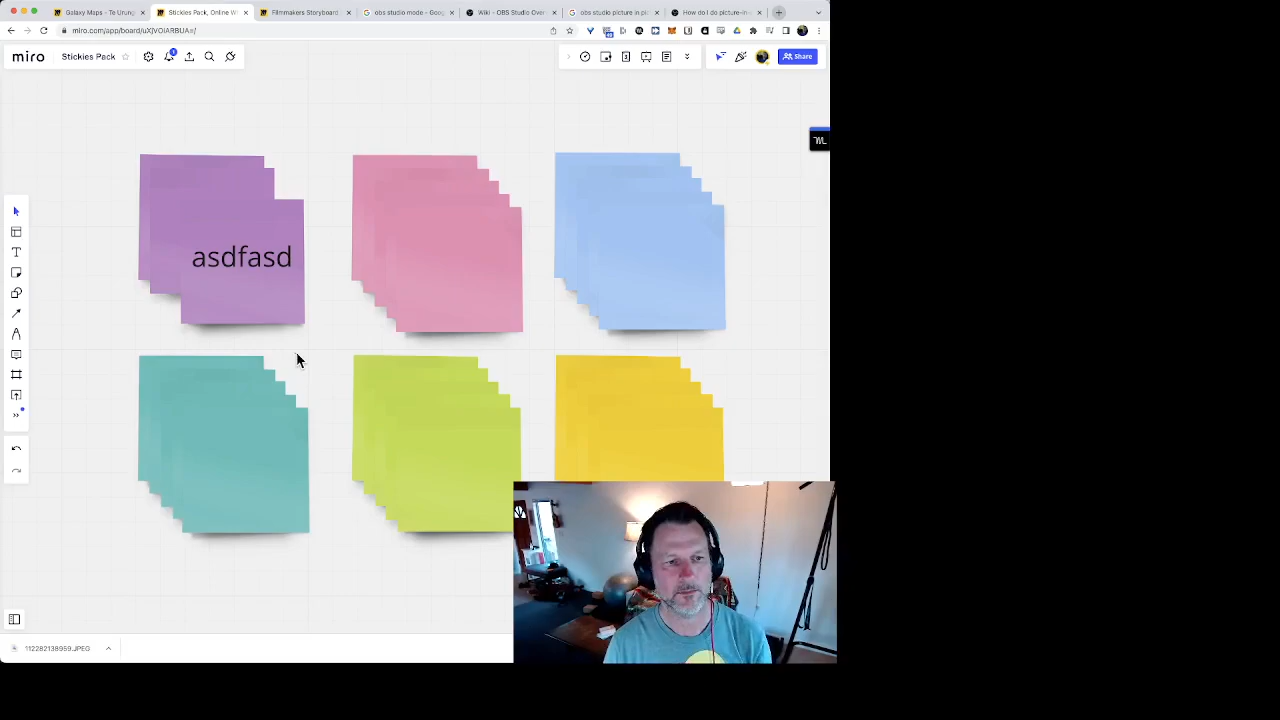 Galaxy Maps - Te Urung
Stickies Pack, Online W
Filmmakers Storyboard
obs studio mode - Goog
Wiki - OBS Studio Over
obs studio picture in pi
How do I do picture-in-
miro.com/app/board/uXjVOIARBUA=/
miro
Stickies Pack
Share
asdfasd
112282138959.JPEG